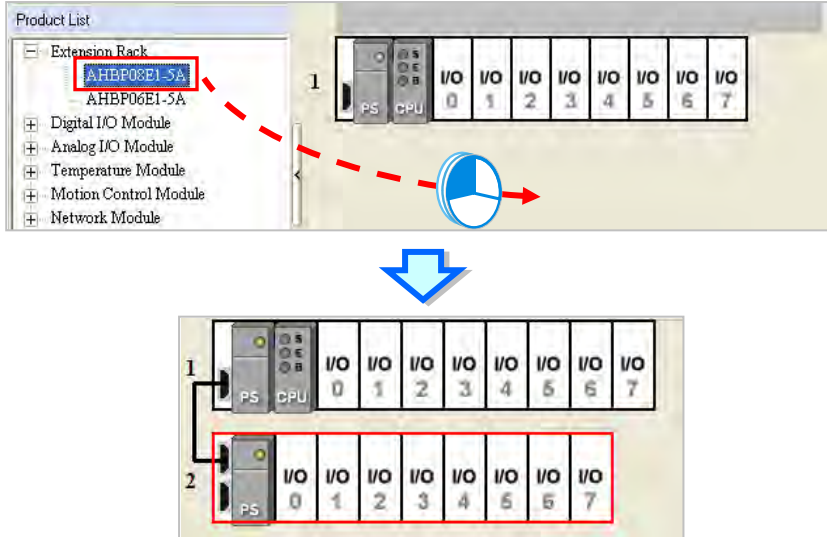 Product List
Extension Rack
AHBP08E1-5A
AHBP06E1-5A
Digital I/O Module
Analog I/O Module
Temperature Module
Motion Control Module
Network Module
1
PS
CPU
S
E
B
I/O I/O I/O I/O I/O I/O I/O I/O
0 1 2 3 4 5 6 7
1
PS
CPU
S
E
B
I/O I/O I/O I/O I/O I/O I/O I/O
0 1 2 3 4 5 6 7
2
PS
I/O I/O I/O I/O I/O I/O I/O I/O
0 1 2 3 4 5 6 7